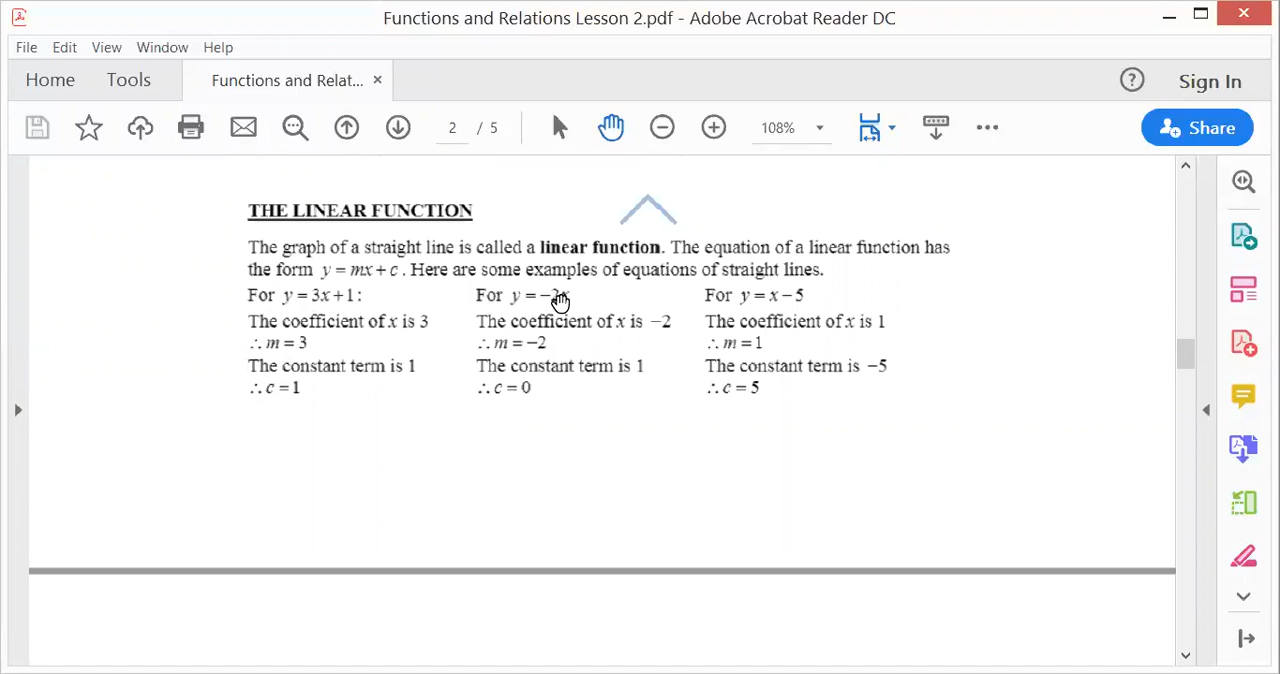 Functions and Relations Lesson 2.pdf - Adobe Acrobat Reader DC
File Edit View Window Help
Home Tools Functions and Relat... ×
Sign In
2 / 5
108%
Share
THE LINEAR FUNCTION
The graph of a straight line is called a linear function. The equation of a linear function has
the form y = mx + c. Here are some examples of equations of straight lines.
For y = 3x + 1:
The coefficient of x is 3
∴ m = 3
The constant term is 1
∴ c = 1
For y = −2x
The coefficient of x is −2
∴ m = −2
The constant term is 1
∴ c = 0
For y = x − 5
The coefficient of x is 1
∴ m = 1
The constant term is −5
∴ c = 5